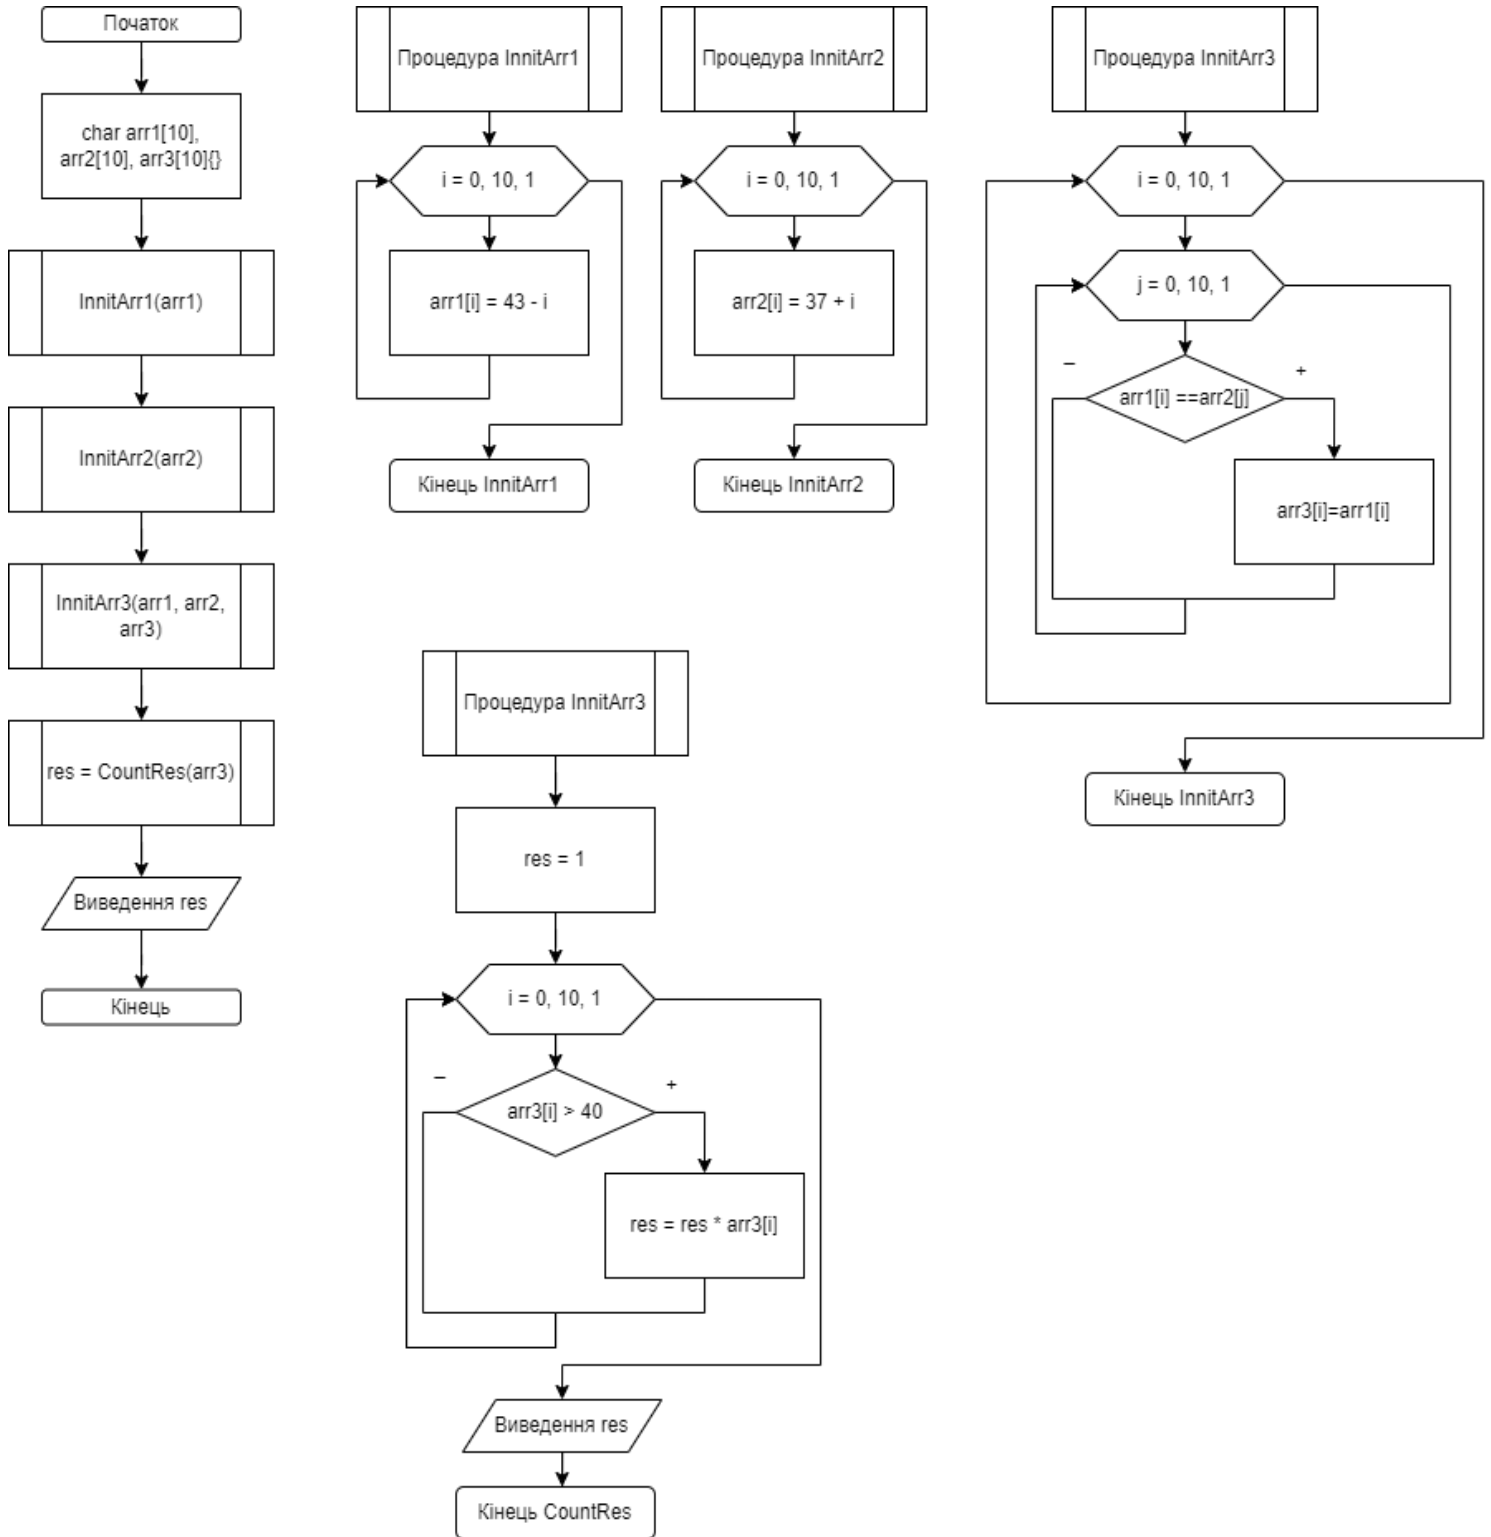 Початок
char arr1[10],
arr2[10], arr3[10]{}
InnitArr1(arr1)
InnitArr2(arr2)
InnitArr3(arr1, arr2,
arr3)
res = CountRes(arr3)
Виведення res
Кінець
Процедура InnitArr1
i = 0, 10, 1
arr1[i] = 43 - i
Кінець InnitArr1
Процедура InnitArr2
i = 0, 10, 1
arr2[i] = 37 + i
Кінець InnitArr2
Процедура InnitArr3
i = 0, 10, 1
j = 0, 10, 1
–
+
arr1[i] ==arr2[j]
arr3[i]=arr1[i]
Кінець InnitArr3
Процедура InnitArr3
res = 1
i = 0, 10, 1
–
+
arr3[i] > 40
res = res * arr3[i]
Виведення res
Кінець CountRes